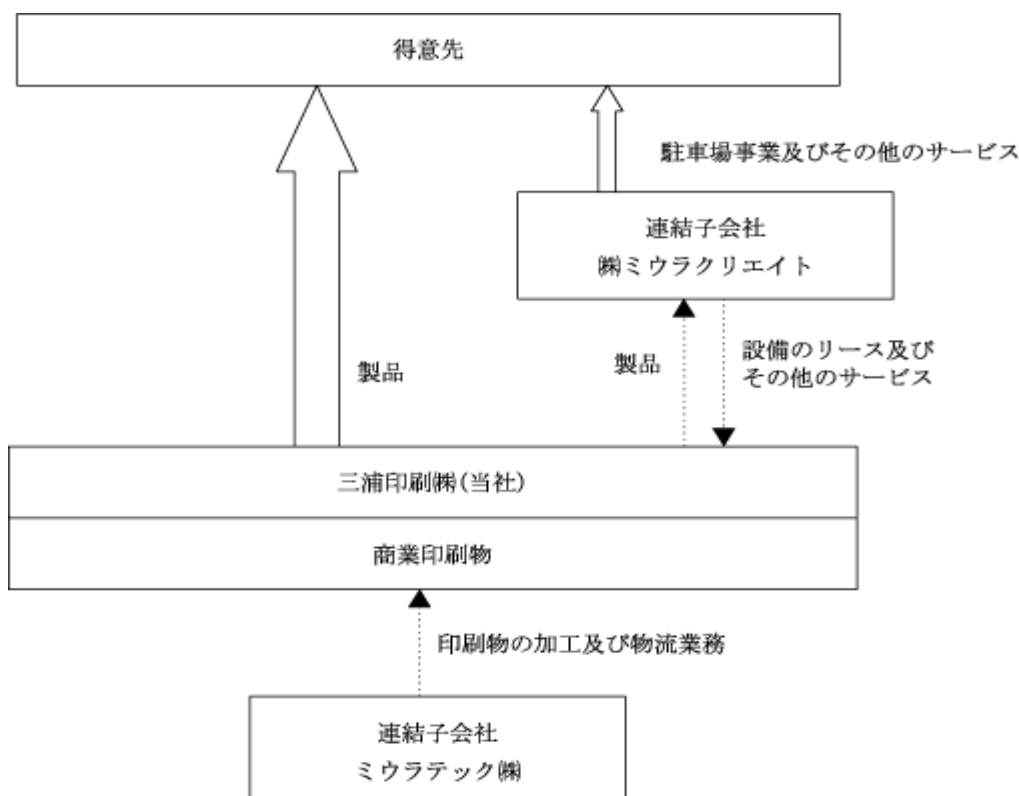 得意先
駐車場事業及びその他のサービス
連結子会社
㈱ミウラクリエイト
製品
製品
設備のリース及び
その他のサービス
三浦印刷㈱(当社)
商業印刷物
印刷物の加工及び物流業務
連結子会社
ミウラテック㈱